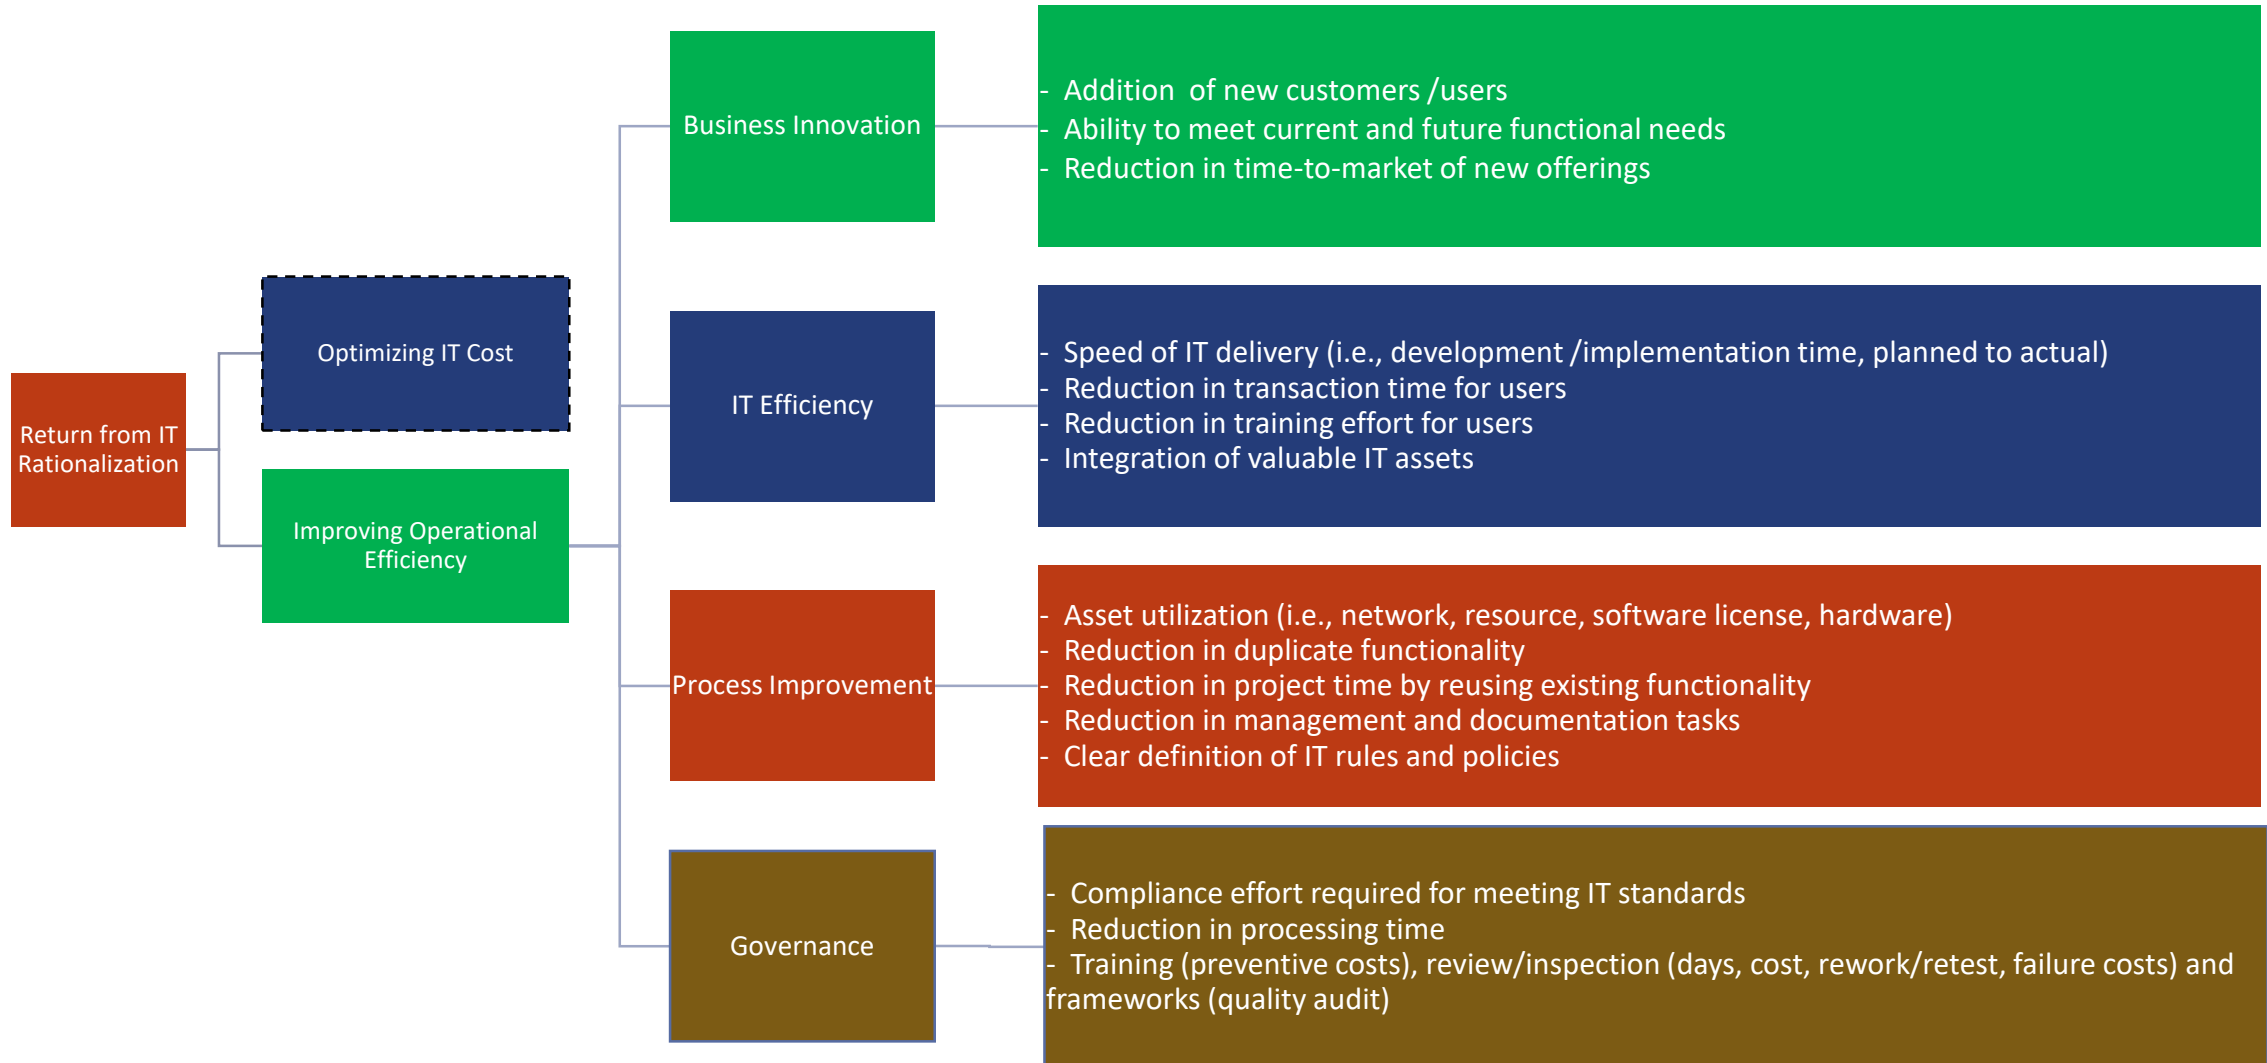 Return from IT
Rationalization
Optimizing IT Cost
Improving Operational
Efficiency
Business Innovation
- Addition  of new customers /users
- Ability to meet current and future functional needs
- Reduction in time-to-market of new offerings
IT Efficiency
- Speed of IT delivery (i.e., development /implementation time, planned to actual)
- Reduction in transaction time for users
- Reduction in training effort for users
- Integration of valuable IT assets
Process Improvement
- Asset utilization (i.e., network, resource, software license, hardware)
- Reduction in duplicate functionality
- Reduction in project time by reusing existing functionality
- Reduction in management and documentation tasks
- Clear definition of IT rules and policies
Governance
- Compliance effort required for meeting IT standards
- Reduction in processing time
- Training (preventive costs), review/inspection (days, cost, rework/retest, failure costs) and
frameworks (quality audit)